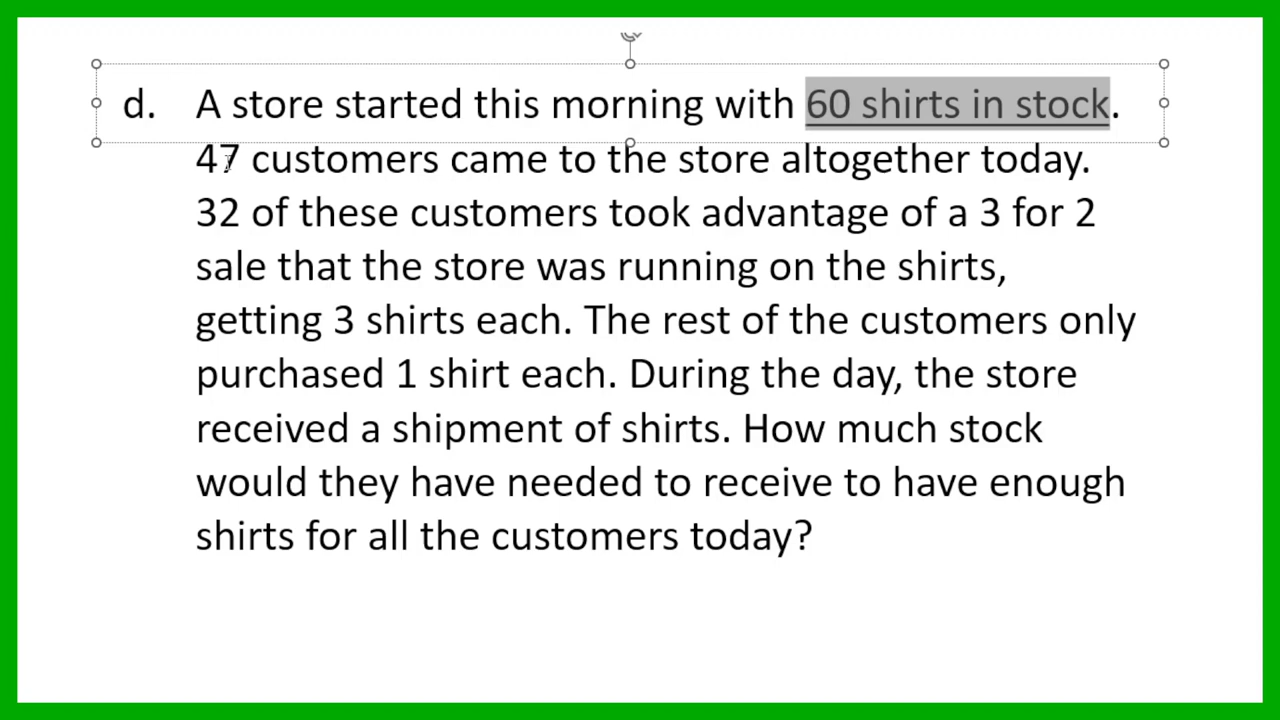 d. A store started this morning with 60 shirts in stock.
47 customers came to the store altogether today.
32 of these customers took advantage of a 3 for 2
sale that the store was running on the shirts,
getting 3 shirts each. The rest of the customers only
purchased 1 shirt each. During the day, the store
received a shipment of shirts. How much stock
would they have needed to receive to have enough
shirts for all the customers today?